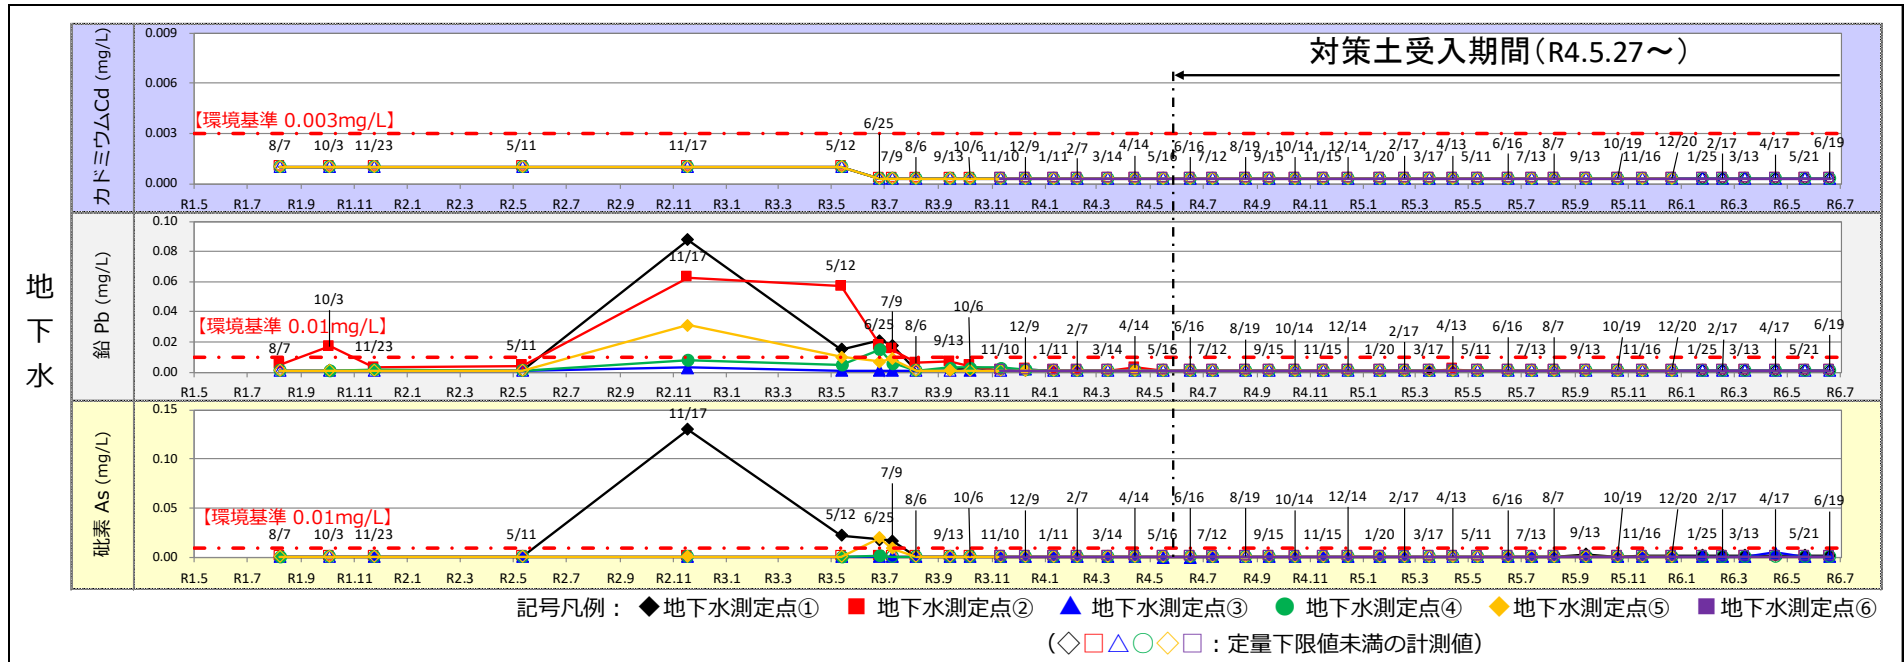 地下水
カドミウムCd (mg/L)
0.009
0.006
0.003
0.000
対策土受入期間(R4.5.27～)
【環境基準 0.003mg/L】
8/7 10/3 11/23 5/11 11/17 5/12 6/25 7/9 8/6 9/13 10/6 11/10 12/9 1/11 2/7 3/14 4/14 5/16 6/16 7/12 8/19 9/15 10/14 11/15 12/14 1/20 2/17 3/17 4/13 5/11 6/16 7/13 8/7 9/13 10/19 11/16 12/20 1/25 2/17 3/13 4/17 5/21 6/19
R1.5 R1.7 R1.9 R1.11 R2.1 R2.3 R2.5 R2.7 R2.9 R2.11 R3.1 R3.3 R3.5 R3.7 R3.9 R3.11 R4.1 R4.3 R4.5 R4.7 R4.9 R4.11 R5.1 R5.3 R5.5 R5.7 R5.9 R5.11 R6.1 R6.3 R6.5 R6.7
鉛 Pb (mg/L)
0.10
0.08
0.06
0.04
0.02
0.00
【環境基準 0.01mg/L】
8/7 10/3 11/23 5/11 11/17 5/12 6/25 7/9 8/6 9/13 10/6 11/10 12/9 1/11 2/7 3/14 4/14 5/16 6/16 7/12 8/19 9/15 10/14 11/15 12/14 1/20 2/17 3/17 4/13 5/11 6/16 7/13 8/7 9/13 10/19 11/16 12/20 1/25 2/17 3/13 4/17 5/21 6/19
R1.5 R1.7 R1.9 R1.11 R2.1 R2.3 R2.5 R2.7 R2.9 R2.11 R3.1 R3.3 R3.5 R3.7 R3.9 R3.11 R4.1 R4.3 R4.5 R4.7 R4.9 R4.11 R5.1 R5.3 R5.5 R5.7 R5.9 R5.11 R6.1 R6.3 R6.5 R6.7
砒素 As (mg/L)
0.15
0.10
0.05
0.00
【環境基準 0.01mg/L】
8/7 10/3 11/23 5/11 11/17 5/12 6/25 7/9 8/6 9/13 10/6 11/10 12/9 1/11 2/7 3/14 4/14 5/16 6/16 7/12 8/19 9/15 10/14 11/15 12/14 1/20 2/17 3/17 4/13 5/11 6/16 7/13 8/7 9/13 10/19 11/16 12/20 1/25 2/17 3/13 4/17 5/21 6/19
R1.5 R1.7 R1.9 R1.11 R2.1 R2.3 R2.5 R2.7 R2.9 R2.11 R3.1 R3.3 R3.5 R3.7 R3.9 R3.11 R4.1 R4.3 R4.5 R4.7 R4.9 R4.11 R5.1 R5.3 R5.5 R5.7 R5.9 R5.11 R6.1 R6.3 R6.5 R6.7
記号凡例： ◆地下水測定点① ■ 地下水測定点② ▲ 地下水測定点③ ● 地下水測定点④ ◆地下水測定点⑤ ■地下水測定点⑥
(◇□△○◇□：定量下限値未満の計測値)